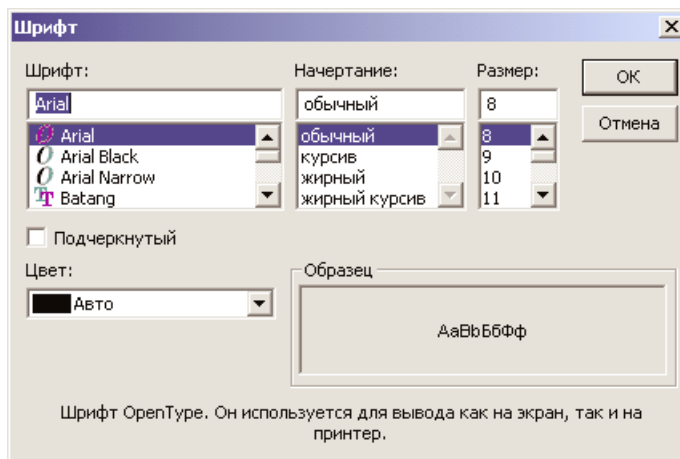 Шрифт
Шрифт: Начертание: Размер:
Arial обычный 8
ОК
Arial обычный 8
Отмена
Arial Black курсив 9
Arial Narrow жирный 10
Batang жирный курсив 11
Подчеркнутый
Цвет: Образец
Авто
АаBbБбФф
Шрифт OpenType. Он используется для вывода как на экран, так и на
принтер.